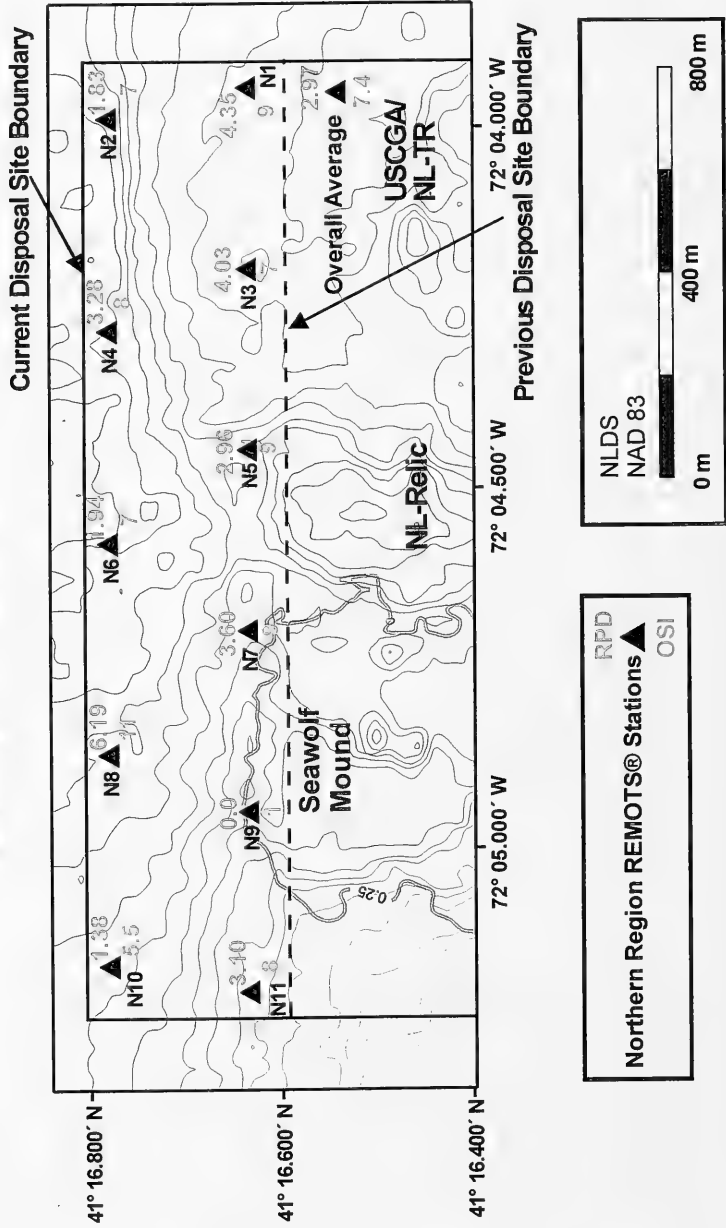 Current Disposal Site Boundary
41° 16.800´ N
41° 16.600´ N
41° 16.400´ N
1.38
5.5
N10
6.19
11
N8
1.94
7
N6
3.28
8
N4
1.83
7
N2
3.19
8
N11
0.0
N9
3.60
9
N7
2.96
9
N5
4.03
7
N3
4.35
9
N1
Overall Average
2.97
7.4
Seawolf
Mound
NL-Relic
USCGA/
NL-TR
0.25
72° 05.000´ W
72° 04.500´ W
72° 04.000´ W
Previous Disposal Site Boundary
RPD
Northern Region REMOTS® Stations
OSI
NLDS
NAD 83
0 m
400 m
800 m